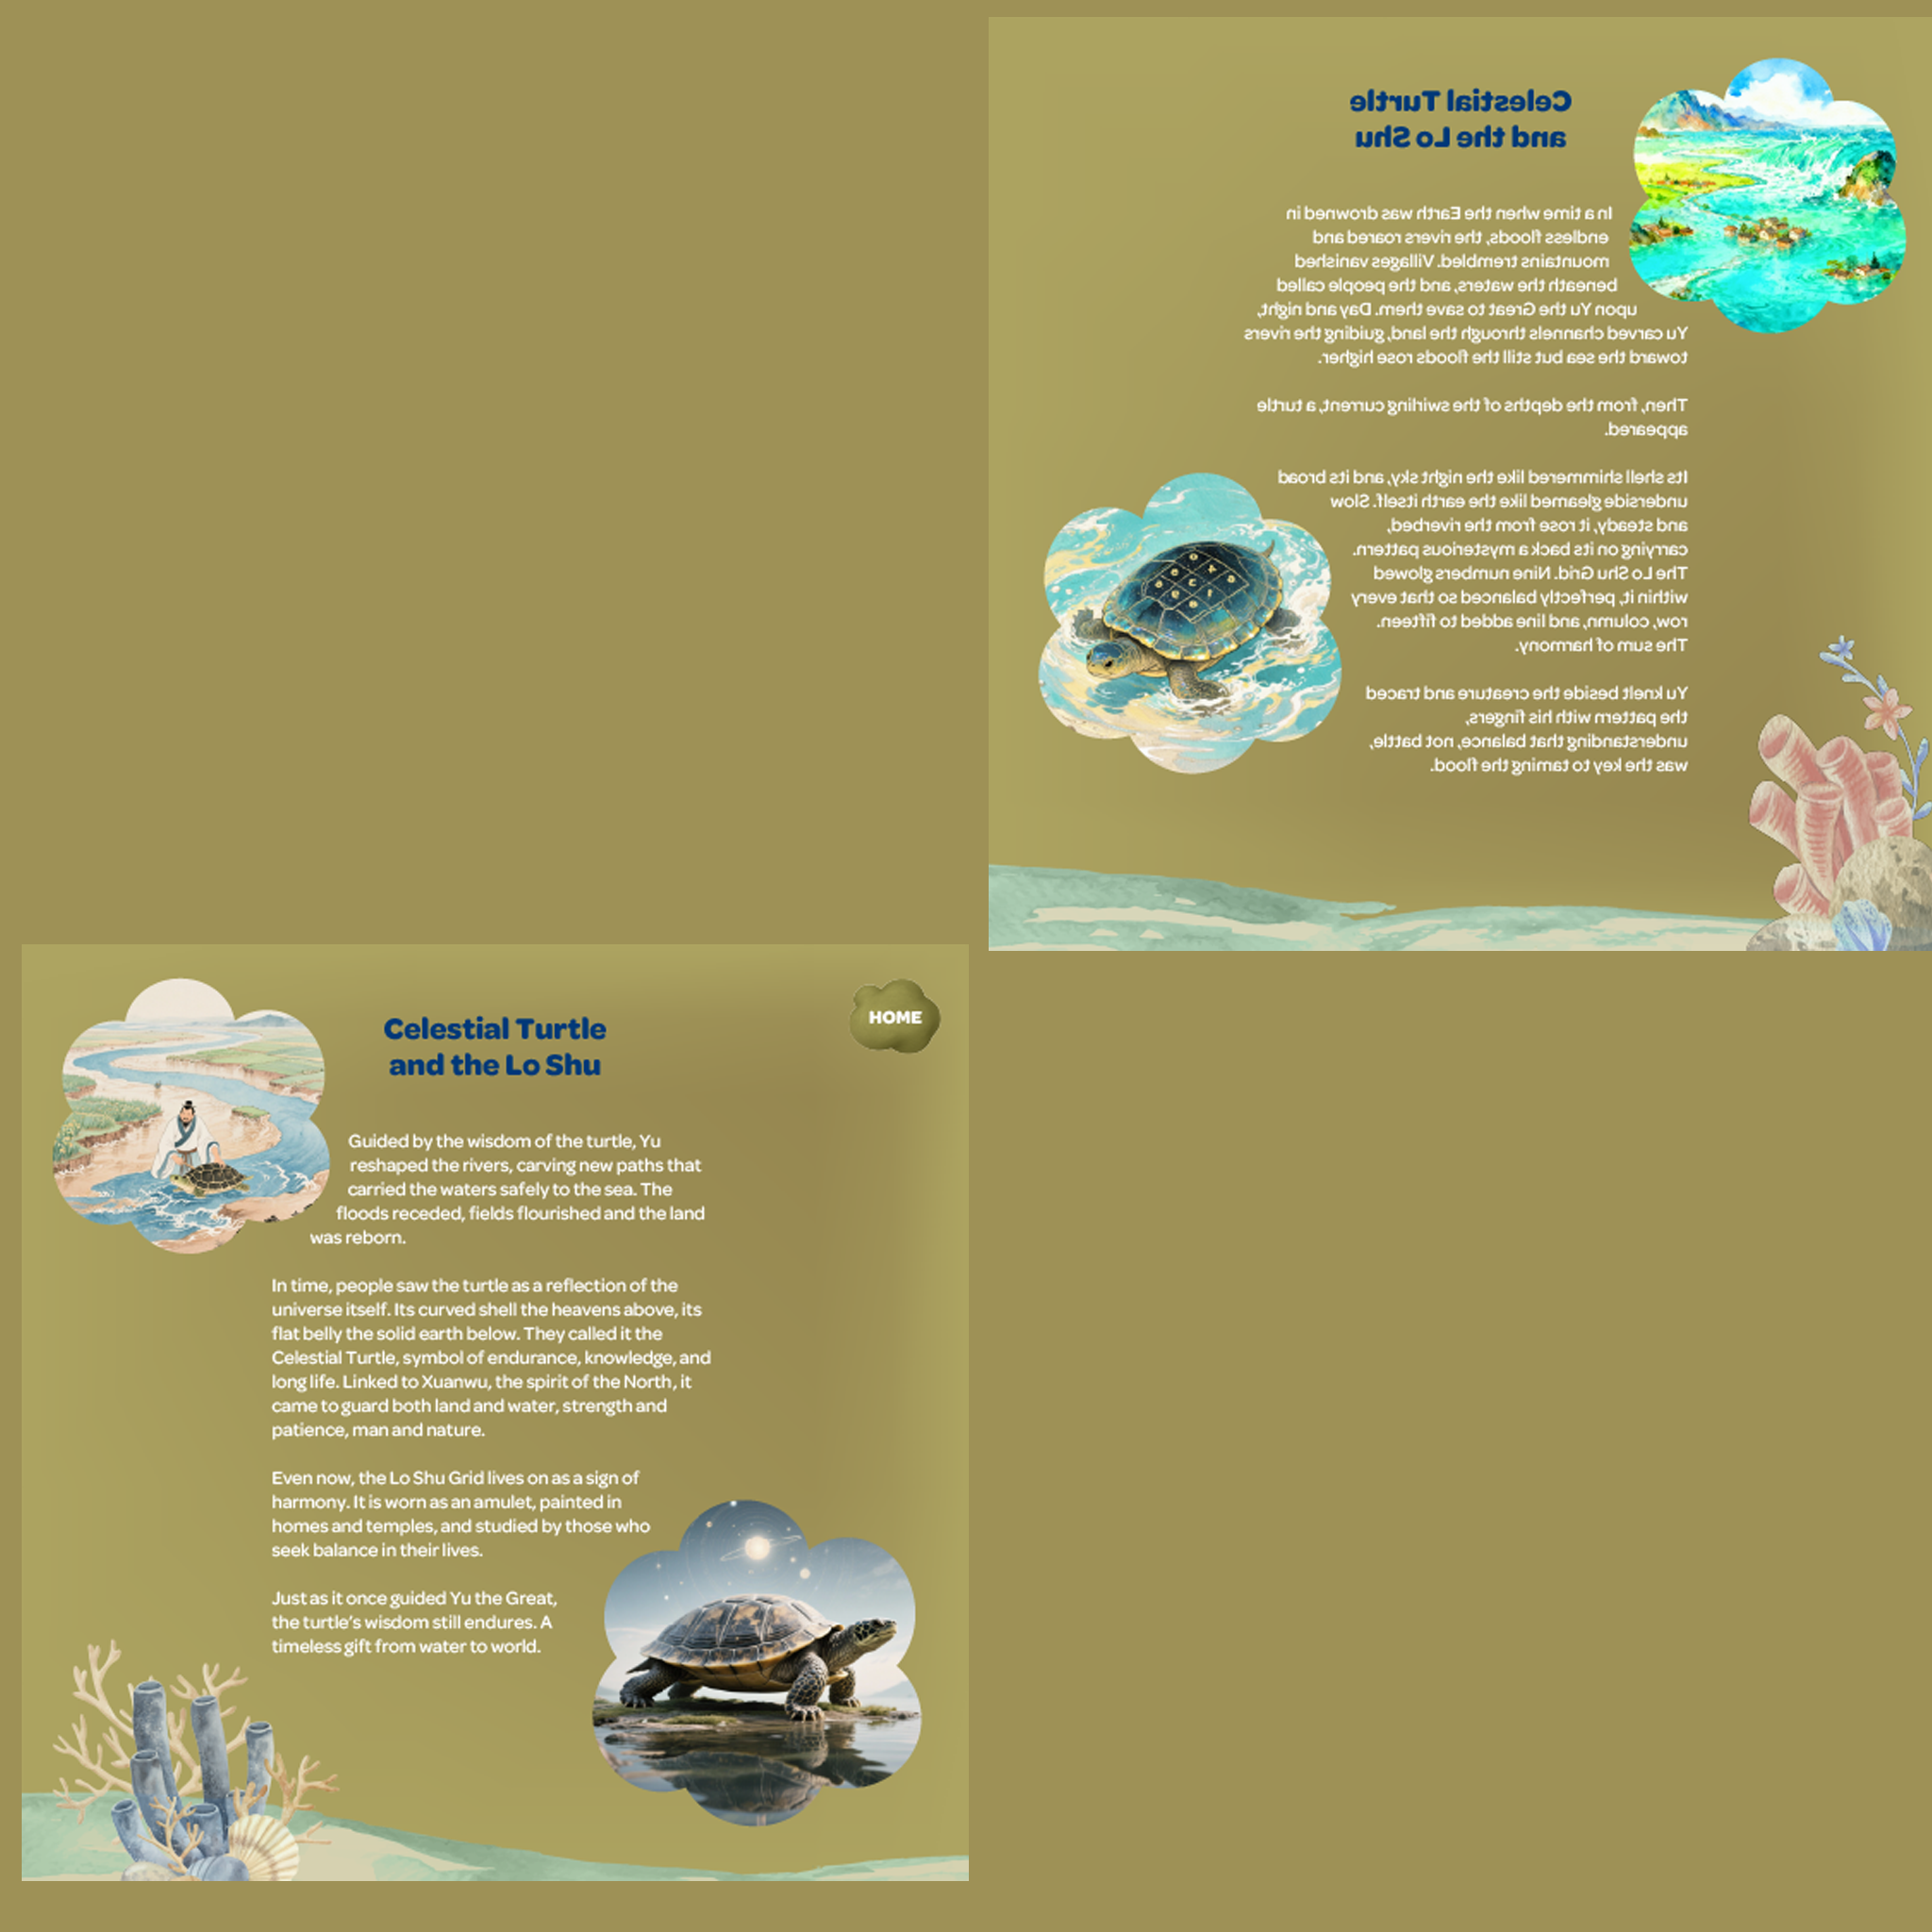 Celestial Turtle
and the Lo Shu
In a time when the Earth was drowned in
endless floods, the rivers roared and
mountains trembled. Villages vanished
beneath the waters, and the people called
upon Yu the Great to save them. Day and night,
Yu carved channels through the land, guiding the rivers
toward the sea but still the floods rose higher.
Then, from the depths of the swirling current, a turtle
appeared.
Its shell shimmered like the night sky, and its broad
underside gleamed like the earth itself. Slow
and steady, it rose from the riverbed,
carrying on its back a mysterious pattern.
The Lo Shu Grid. Nine numbers glowed
within it, perfectly balanced so that every
row, column, and line added to fifteen.
The sum of harmony.
Yu knelt beside the creature and traced
the pattern with his fingers,
understanding that balance, not battle,
was the key to taming the flood.
Celestial Turtle
and the Lo Shu
HOME
Guided by the wisdom of the turtle, Yu
reshaped the rivers, carving new paths that
carried the waters safely to the sea. The
floods receded, fields flourished and the land
was reborn.
In time, people saw the turtle as a reflection of the
universe itself. Its curved shell the heavens above, its
flat belly the solid earth below. They called it the
Celestial Turtle, symbol of endurance, knowledge, and
long life. Linked to Xuanwu, the spirit of the North, it
came to guard both land and water, strength and
patience, man and nature.
Even now, the Lo Shu Grid lives on as a sign of
harmony. It is worn as an amulet, painted in
homes and temples, and studied by those who
seek balance in their lives.
Just as it once guided Yu the Great,
the turtle’s wisdom still endures. A
timeless gift from water to world.